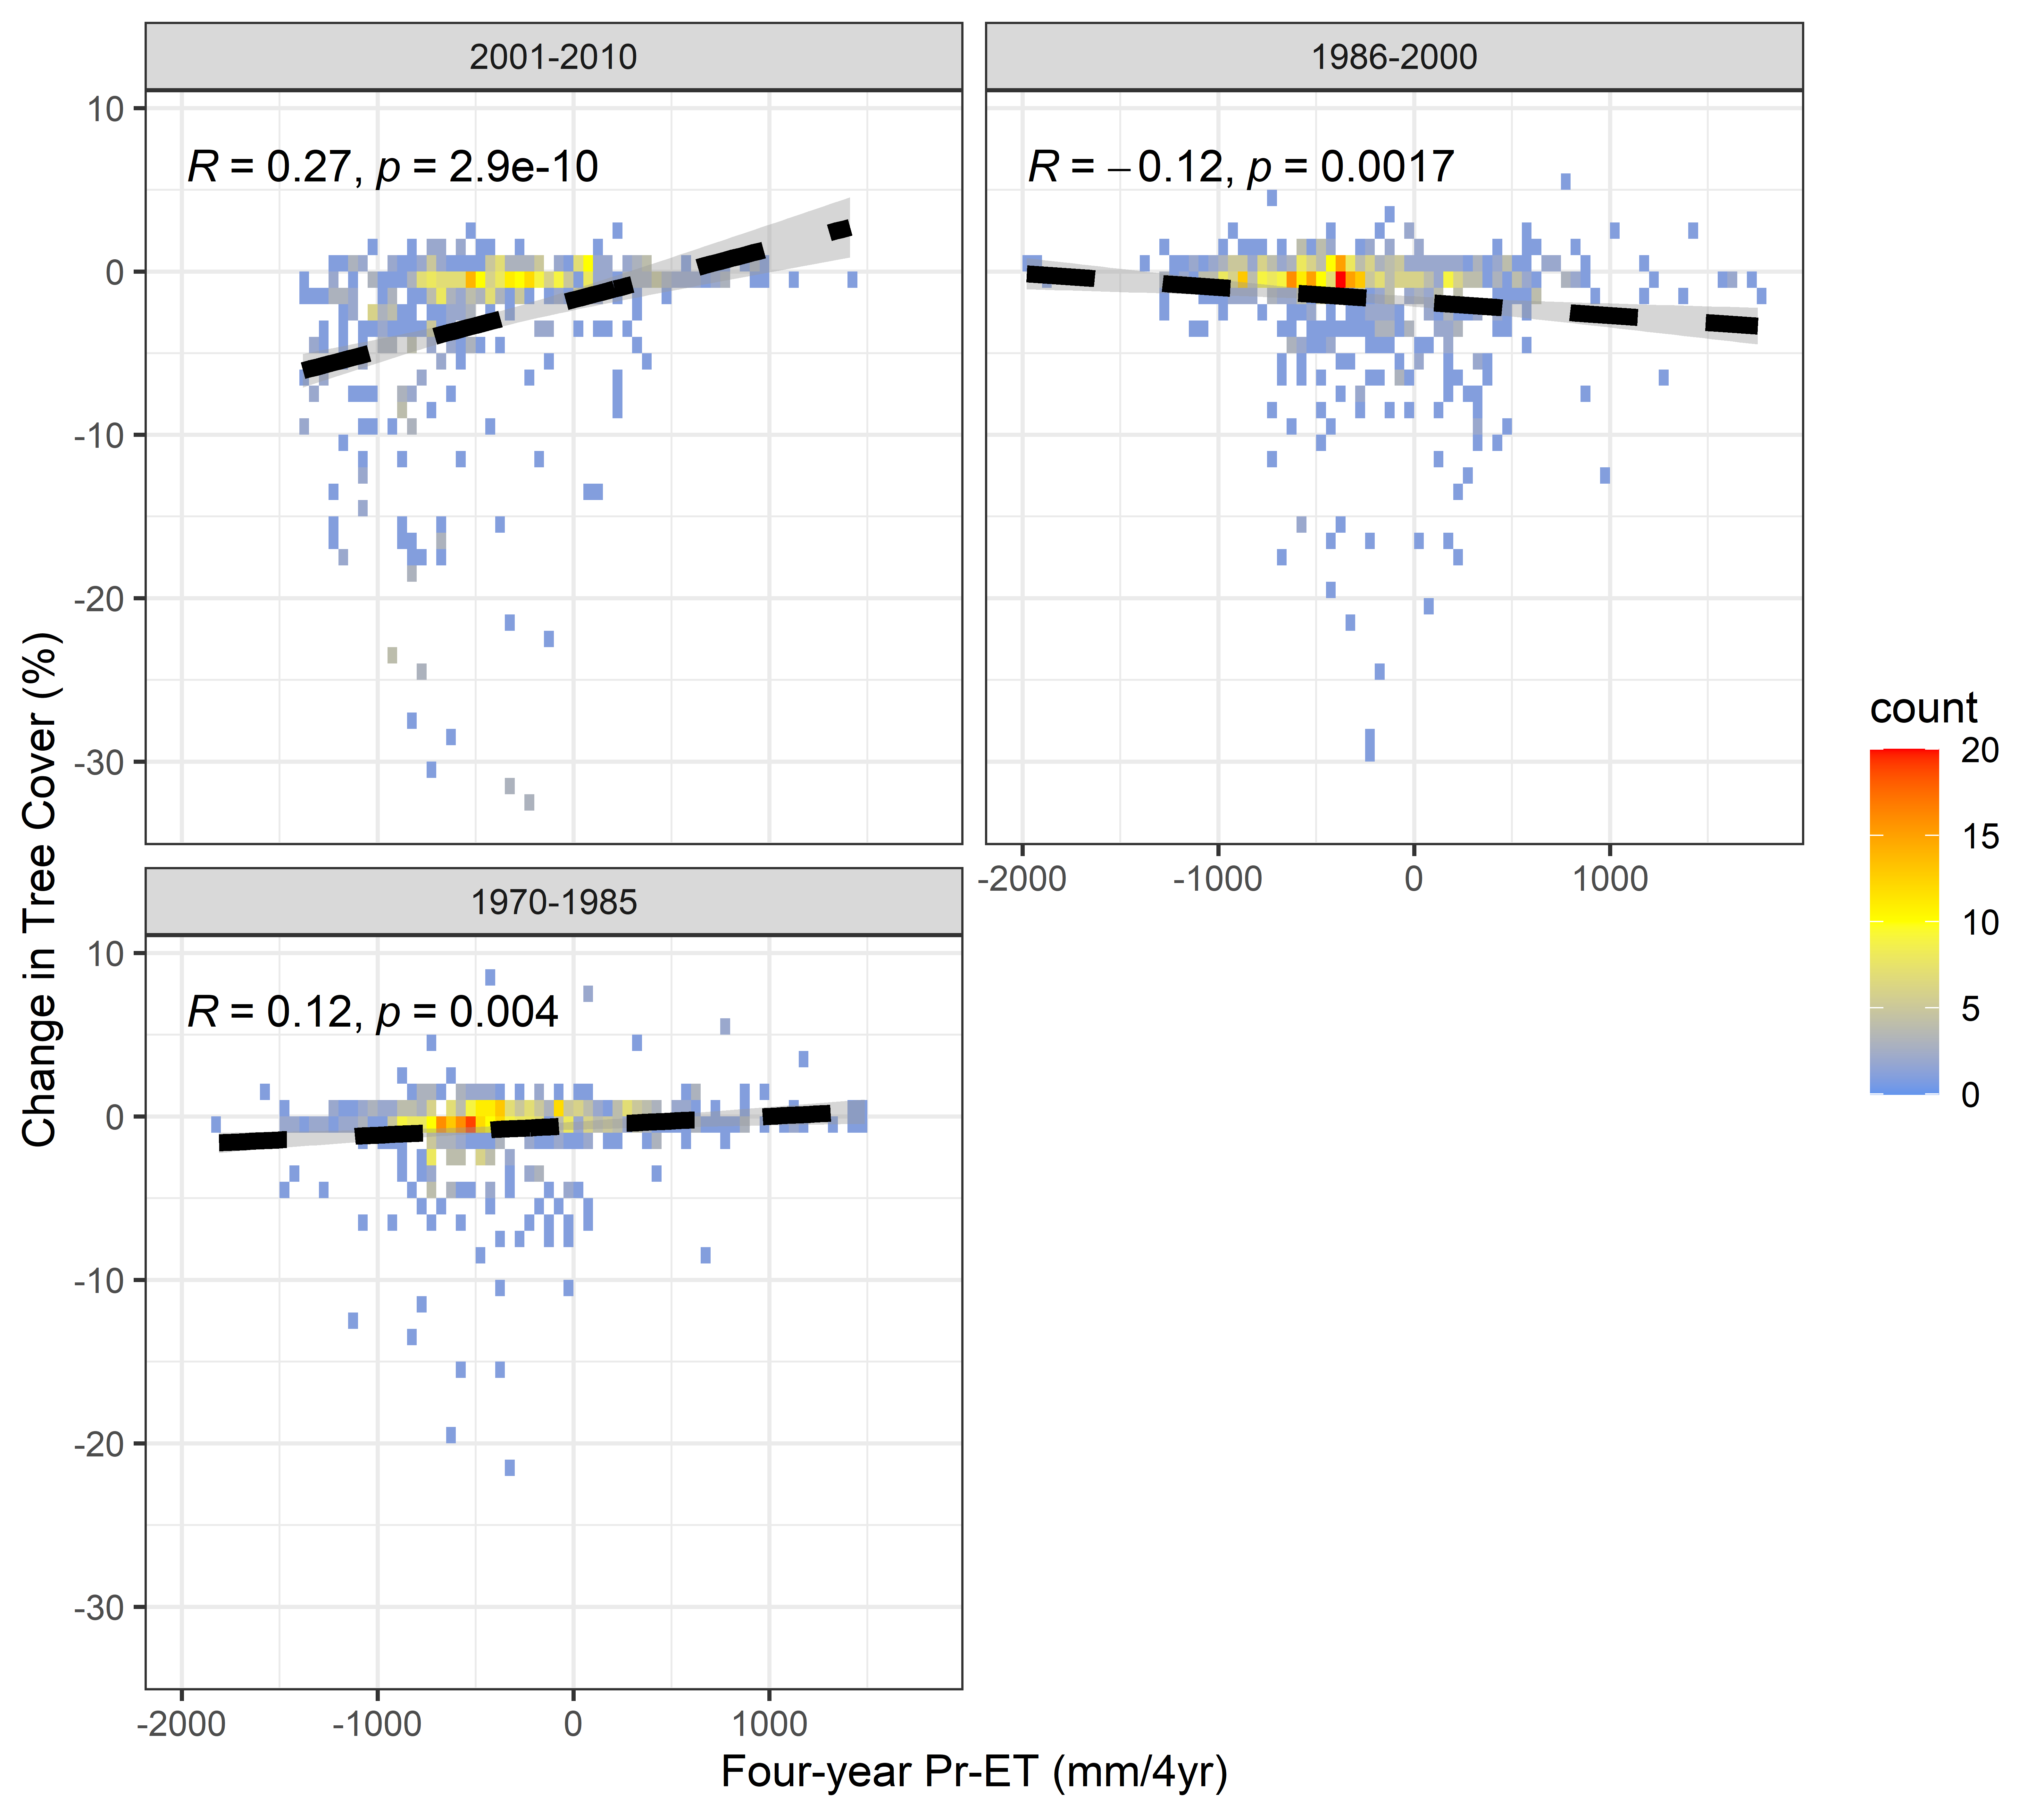 2001-2010
1986-2000
10
0
-10
-20
-30
R = 0.27, p = 2.9e-10
R = −0.12, p = 0.0017
-2000 -1000 0 1000
1970-1985
10
0
-10
-20
-30
R = 0.12, p = 0.004
-2000 -1000 0 1000
Four-year Pr-ET (mm/4yr)
Change in Tree Cover (%)
count
20
15
10
5
0